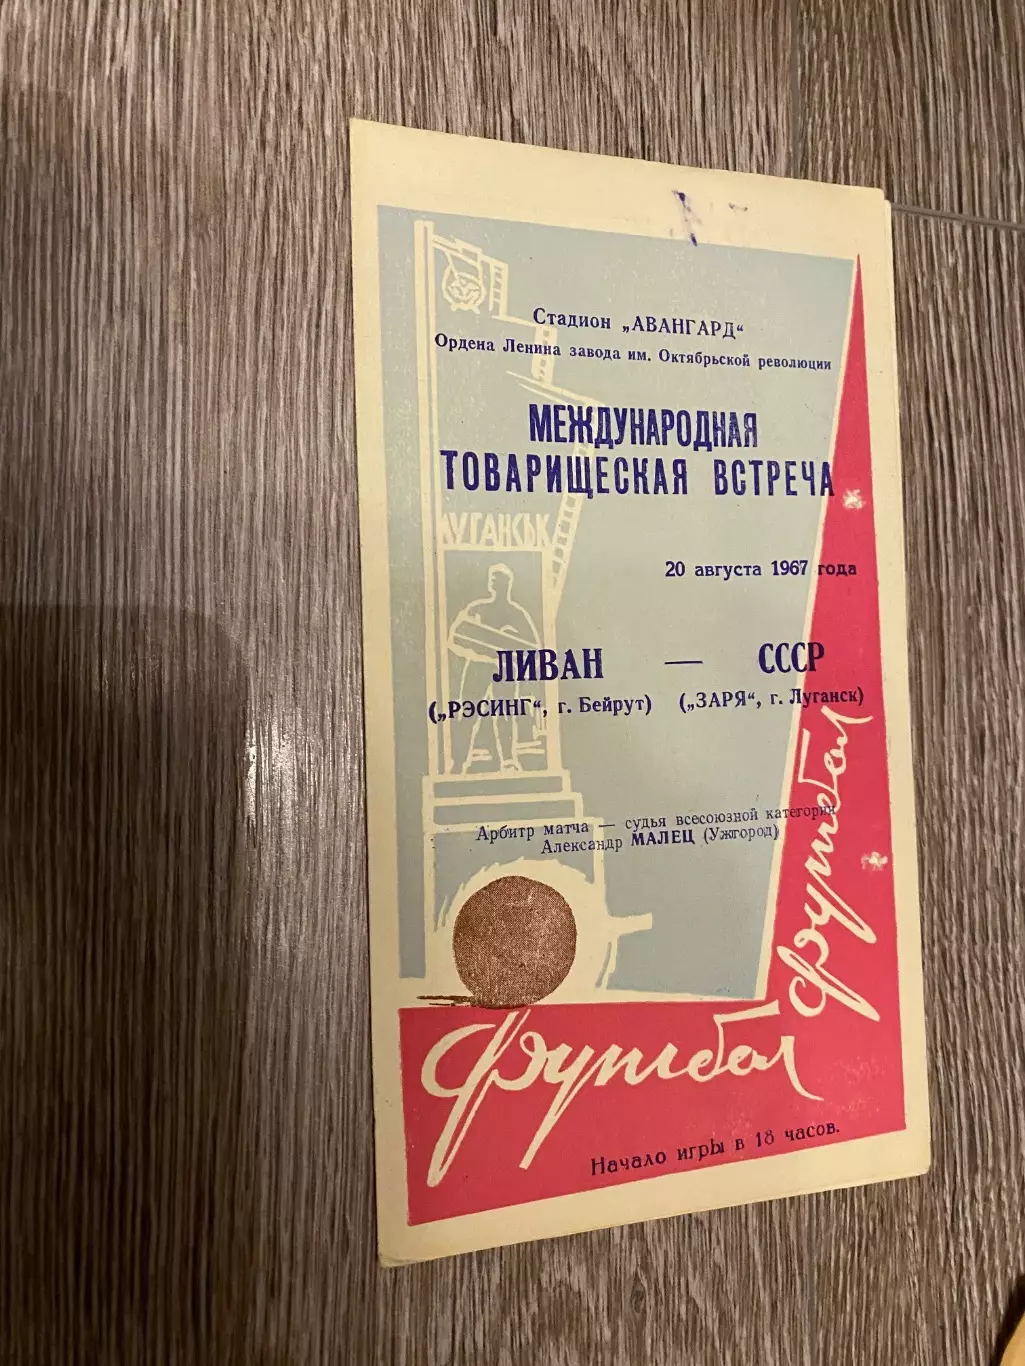 Стадион „АВАНГАРД“
Ордена Ленина завода им. Октябрьской революции
МЕЖДУНАРОДНАЯ
ТОВАРИЩЕСКАЯ ВСТРЕЧА
ЛУГАНСЬК
20 августа 1967 года
ЛИВАН — СССР
(„РЭСИНГ“, г. Бейрут) („ЗАРЯ“, г. Луганск)
Арбитр матча — судья всесоюзной категории
Александр МАЛЕЦ (Ужгород)
футбол
футбол
Начало игры в 18 часов.